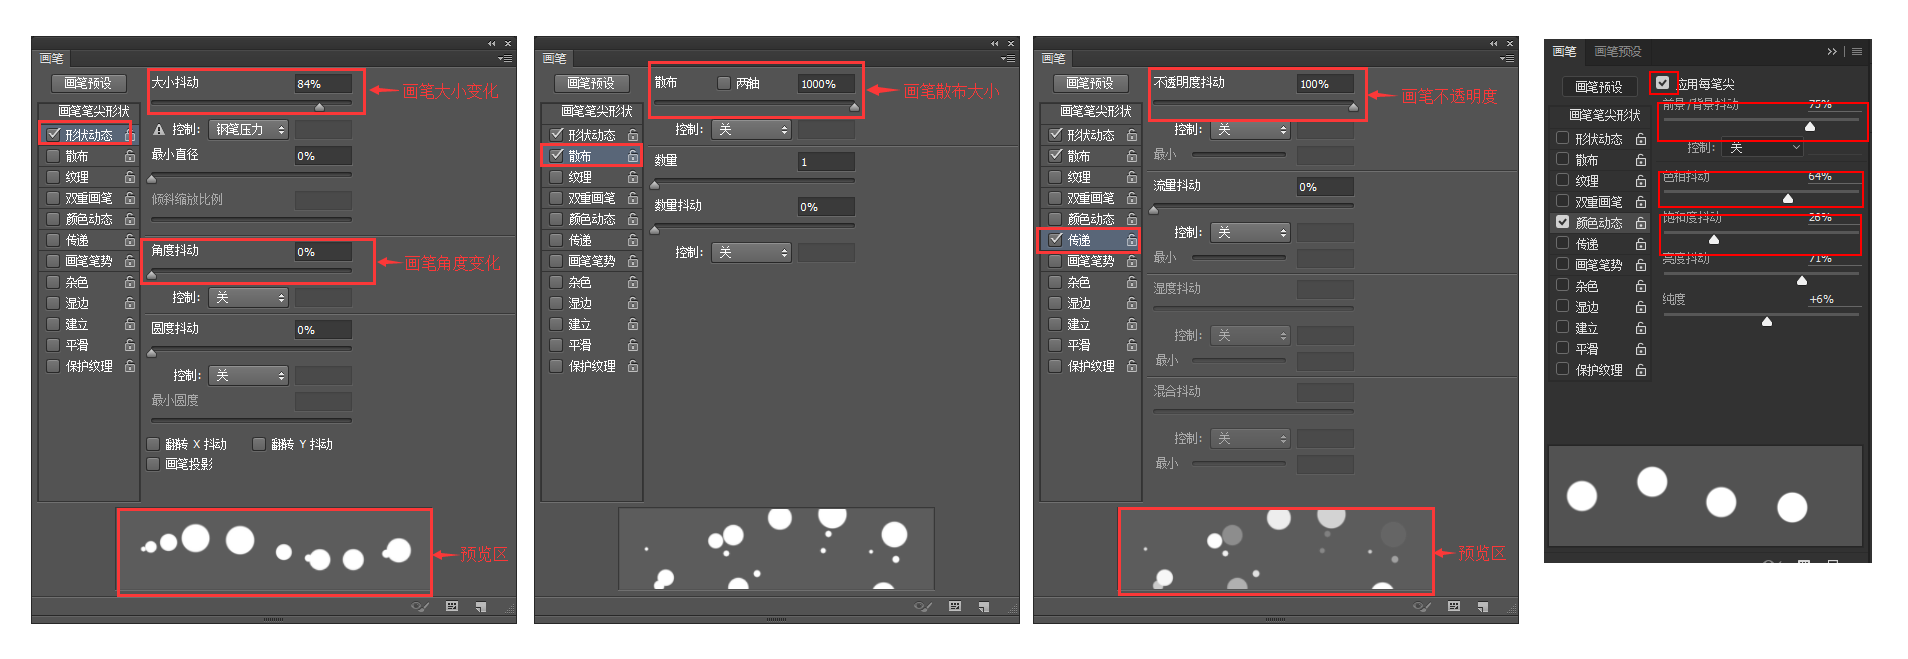 画笔
画笔预设
大小抖动 84%
画笔大小变化
画笔笔尖形状
形状动态
控制: 钢笔压力
散布
最小直径 0%
纹理
双重画笔
倾斜缩放比例
颜色动态
传递
角度抖动 0%
画笔角度变化
画笔笔势
杂色
控制: 关
湿边
建立
圆度抖动 0%
平滑
保护纹理
控制: 关
最小圆度
翻转 X 抖动
翻转 Y 抖动
画笔投影
预览区
画笔
画笔预设
散布
两轴
1000%
画笔散布大小
画笔笔尖形状
形状动态
控制: 关
散布
数量 1
纹理
双重画笔
数量抖动 0%
颜色动态
传递
控制: 关
画笔笔势
杂色
湿边
建立
平滑
保护纹理
画笔
画笔预设
不透明度抖动 100%
画笔不透明度
画笔笔尖形状
形状动态
控制: 关
散布
最小
纹理
流量抖动 0%
双重画笔
颜色动态
传递
控制: 关
画笔笔势
最小
杂色
湿度抖动
湿边
建立
控制: 关
平滑
最小
保护纹理
混合抖动
控制: 关
最小
预览区
画笔 画笔预设
画笔预设
应用每笔尖
前景/背景抖动 75%
画笔笔尖形状
形状动态
控制: 关
散布
纹理
色相抖动 64%
双重画笔
颜色动态
饱和度抖动 26%
传递
画笔笔势
亮度抖动 71%
杂色
湿边
纯度 +6%
建立
平滑
保护纹理